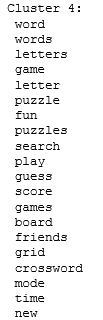 Cluster 4:
word
words
letters
game
letter
puzzle
fun
puzzles
search
play
guess
score
games
board
friends
grid
crossword
mode
time
new